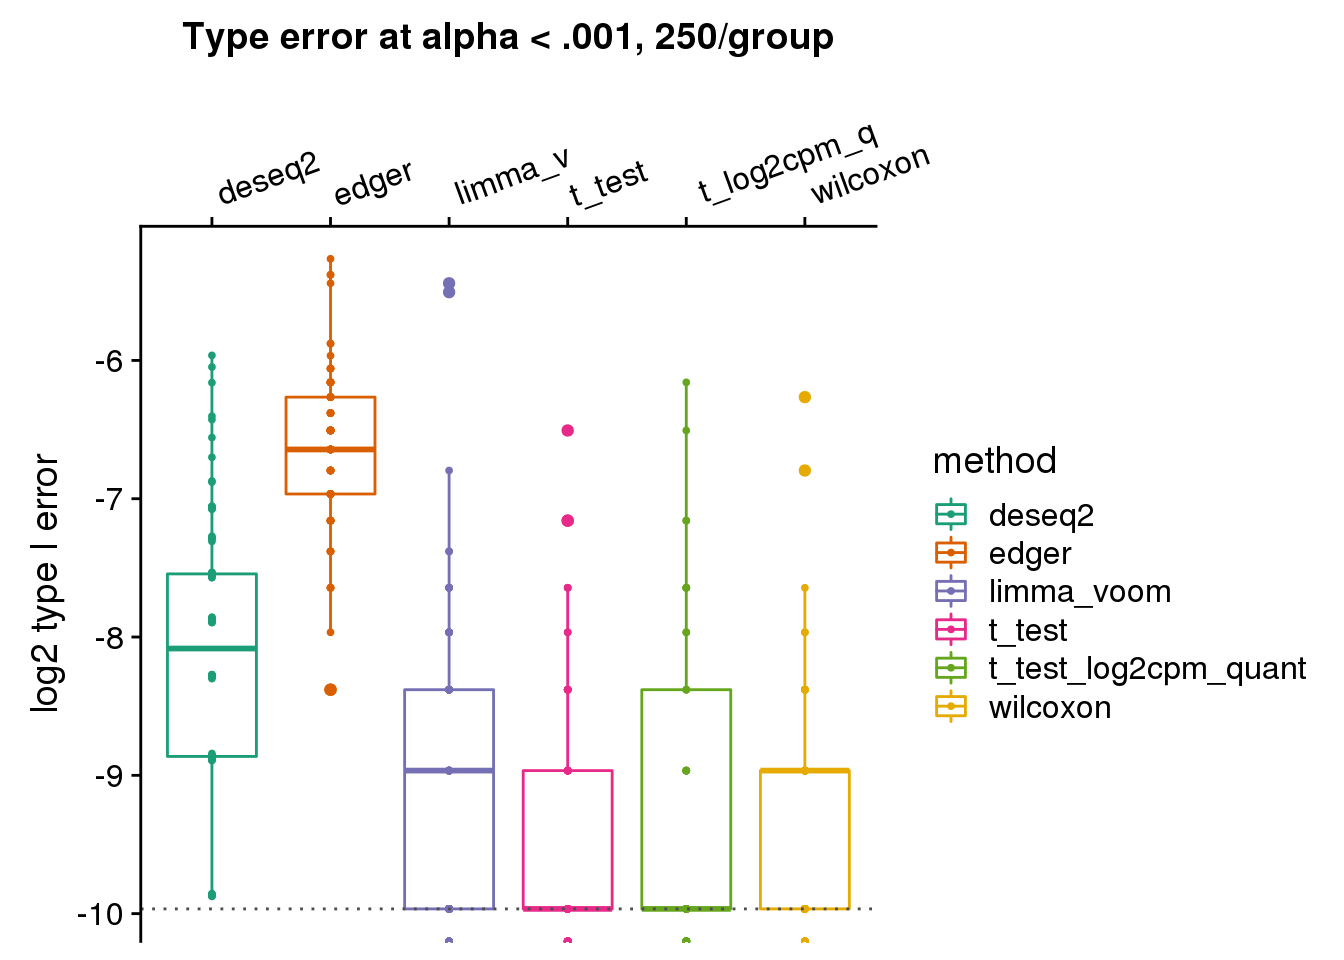 Type error at alpha < .001, 250/group
deseq2
edger
limma_v
t_test
t_log2cpm_q
wilcoxon
log2 type I error
-6
-7
-8
-9
-10
method
deseq2
edger
limma_voom
t_test
t_test_log2cpm_quant
wilcoxon